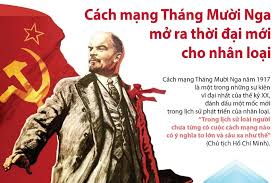 Cách mạng Tháng Mười Nga
mở ra thời đại mới
cho nhân loại
Cách mạng Tháng Mười Nga năm 1917
là một trong những sự kiện
vĩ đại nhất của thế kỷ XX,
đánh dấu một mốc mới
trong lịch sử phát triển của nhân loại.
"Trong lịch sử loài người
chưa từng có cuộc cách mạng nào
có ý nghĩa to lớn và sâu xa như thế"
(Chủ tịch Hồ Chí Minh).